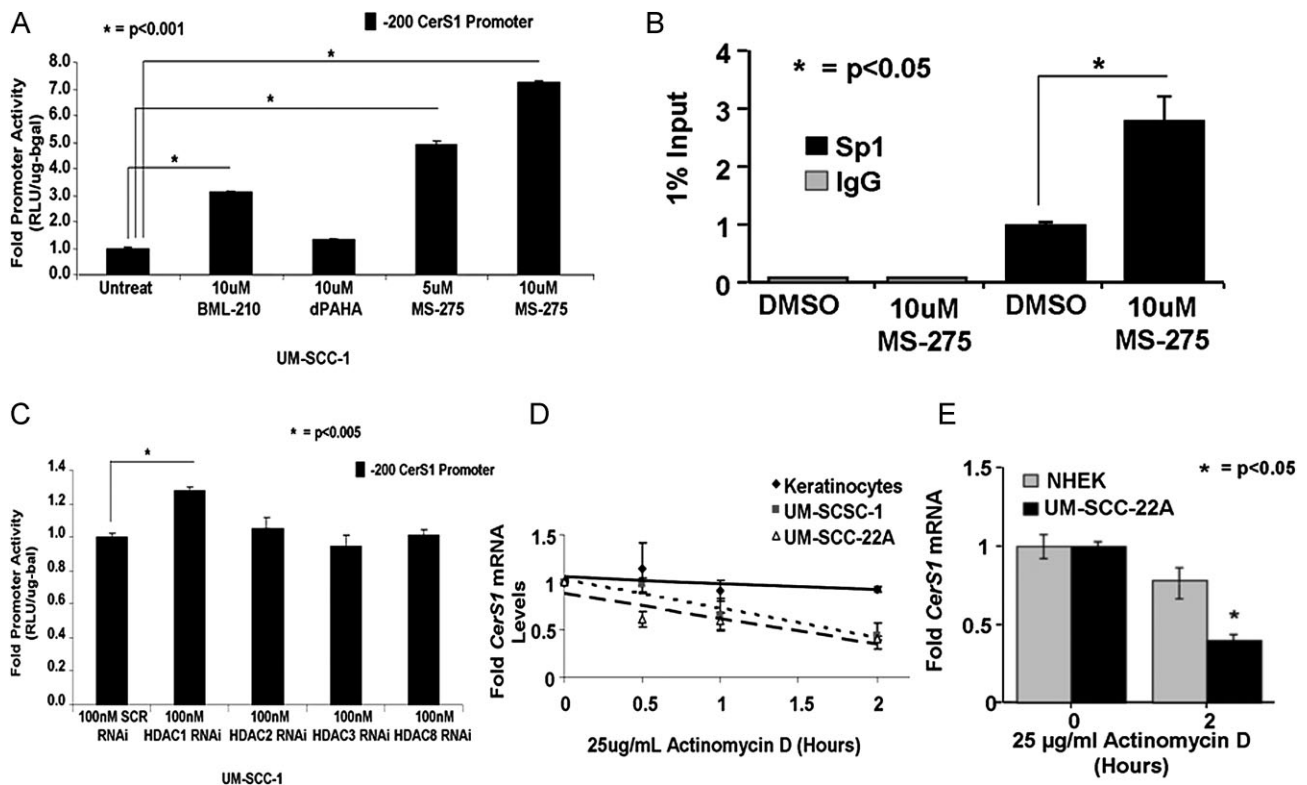 A
* = p<0.001
-200 CerS1 Promoter
Fold Promoter Activity
(RLU/ug-bgal)
8.0
7.0
6.0
5.0
4.0
3.0
2.0
1.0
0.0
*
*
*
Untreat
10uM
BML-210
10uM
dPAHA
5uM
MS-275
10uM
MS-275
UM-SCC-1
B
* = p<0.05
*
Sp1
IgG
1% Input
4
3
2
1
0
DMSO
10uM
MS-275
DMSO
10uM
MS-275
C
* = p<0.005
*
-200 CerS1 Promoter
Fold Promoter Activity
(RLU/ug-bal)
1.4
1.2
1.0
0.8
0.6
0.4
0.2
0.0
100nM SCR
RNAi
100nM
HDAC1 RNAi
100nM
HDAC2 RNAi
100nM
HDAC3 RNAi
100nM
HDAC8 RNAi
UM-SCC-1
D
Keratinocytes
UM-SCSC-1
UM-SCC-22A
Fold CerS1 mRNA
Levels
1.5
1
0.5
0
0
0.5
1
1.5
2
25ug/mL Actinomycin D (Hours)
E
* = p<0.05
NHEK
UM-SCC-22A
Fold CerS1 mRNA
1.5
1
0.5
0
*
0
2
25 µg/ml Actinomycin D
(Hours)